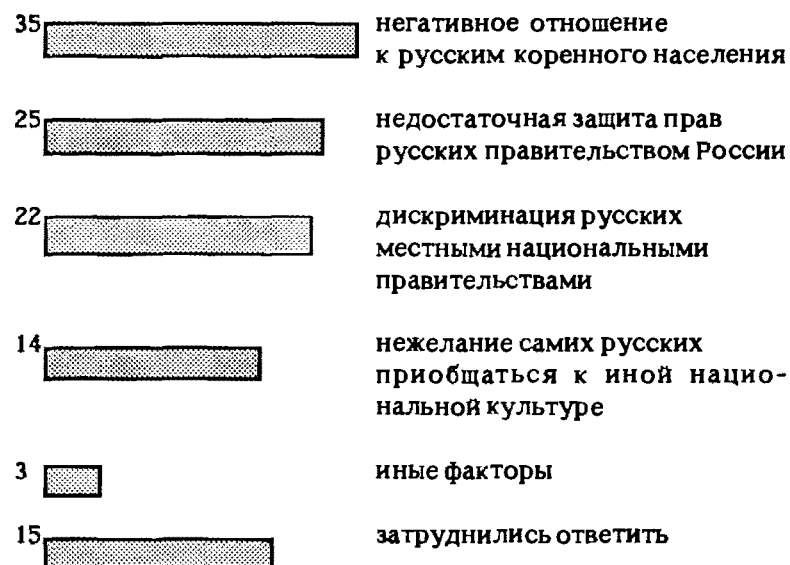 35 негативное отношение
к русским коренного населения
25 недостаточная защита прав
русских правительством России
22 дискриминация русских
местными национальными
правительствами
14 нежелание самих русских
приобщаться к иной нацио-
нальной культуре
3 иные факторы
15 затруднились ответить